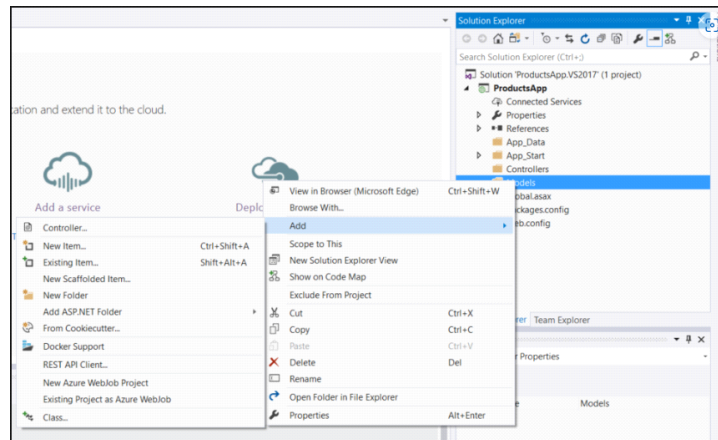 Solution Explorer
Search Solution Explorer (Ctrl+;)
Solution 'ProductsApp.VS2017' (1 project)
ProductsApp
Connected Services
Properties
References
App_Data
App_Start
Controllers
Models
Global.asax
packages.config
Web.config
ation and extend it to the cloud.
Add a service
Deplo
View in Browser (Microsoft Edge) Ctrl+Shift+W
Browse With...
Add
Scope to This
New Solution Explorer View
Show on Code Map
Exclude From Project
Cut Ctrl+X
Copy Ctrl+C
Paste Ctrl+V
Delete Del
Rename
Open Folder in File Explorer
Properties Alt+Enter
Controller...
New Item... Ctrl+Shift+A
Existing Item... Shift+Alt+A
New Scaffolded Item...
New Folder
Add ASP.NET Folder
From Cookiecutter...
Docker Support
REST API Client...
New Azure WebJob Project
Existing Project as Azure WebJob
Class...
rer Team Explorer
Properties
e Models